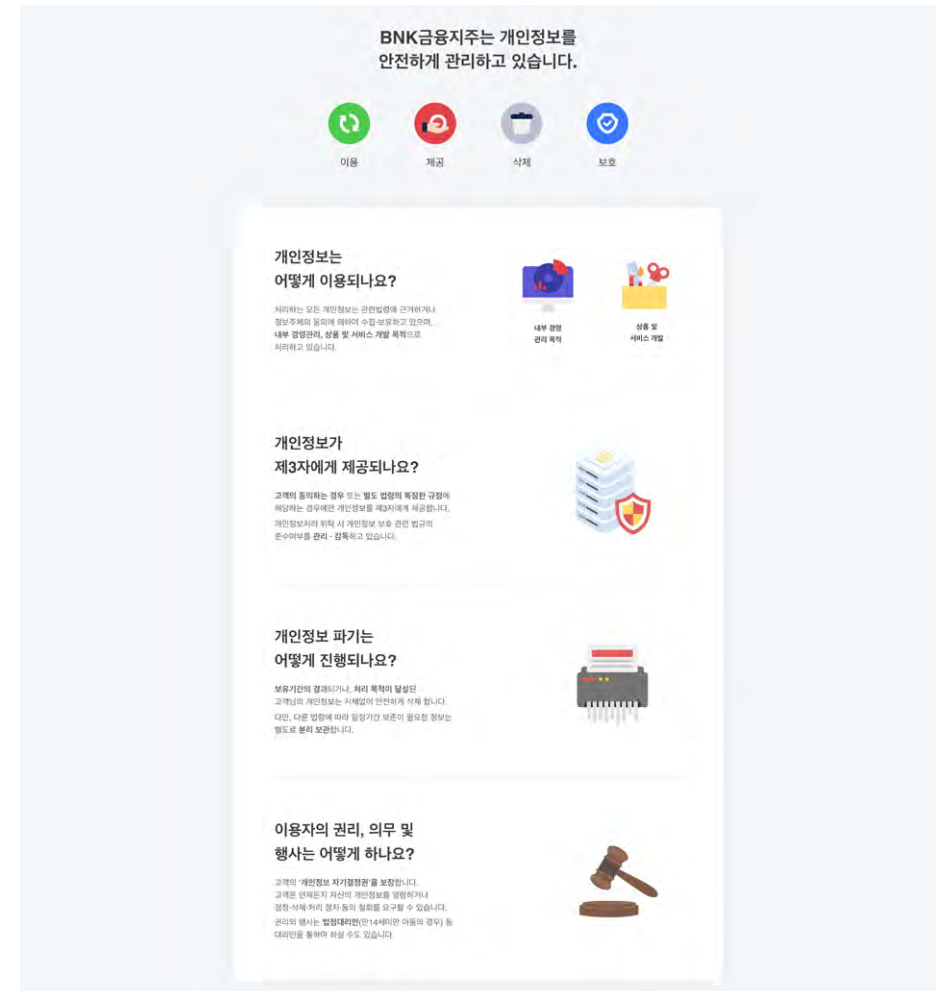 BNK금융지주는 개인정보를
안전하게 관리하고 있습니다.
이용
제공
삭제
보호
개인정보는
어떻게 이용되나요?
처리하는 모든 개인정보는 관련법령에 근거하거나
정보주체의 동의에 의하여 수집·보유하고 있으며,
내부 경영관리, 상품 및 서비스 개발 목적으로
처리하고 있습니다.
내부 경영
관리 목적
상품 및
서비스 개발
개인정보가
제3자에게 제공되나요?
고객의 동의하는 경우 또는 별도 법령의 특절한 규정에
해당하는 경우에만 개인정보를 제3자에게 제공합니다.
개인정보처리 위탁 시 개인정보 보호 관련 법규의
준수여부를 관리·감독하고 있습니다.
개인정보 파기는
어떻게 진행되나요?
보유기간의 경과되거나, 처리 목적이 달성된
고객님의 개인정보는 지체없이 안전하게 삭제 합니다.
다만, 다른 법령에 따라 일정기간 보존이 필요한 정보는
별도로 분리 보관합니다.
이용자의 권리, 의무 및
행사는 어떻게 하나요?
고객의 '개인정보 자기결정권'을 보장합니다.
고객은 언제든지 자신의 개인정보를 열람하거나
정정·삭제·처리 정지·동의 철회를 요구할 수 있습니다.
권리의 행사는 법정대리인(만14세미만 아동의 경우) 등
대리인을 통하여 하실 수도 있습니다.